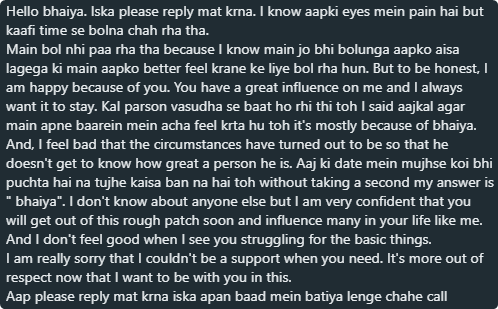 Hello bhaiya. Iska please reply mat krna. I know aapki eyes mein pain hai but
kaafi time se bolna chah rha tha.
Main bol nhi paa rha tha because I know main jo bhi bolunga aapko aisa
lagega ki main aapko better feel krane ke liye bol rha hun. But to be honest, I
am happy because of you. You have a great influence on me and I always
want it to stay. Kal parson vasudha se baat ho rhi thi toh I said aajkal agar
main apne baarein mein acha feel krta hu toh it's mostly because of bhaiya.
And, I feel bad that the circumstances have turned out to be so that he
doesn't get to know how great a person he is. Aaj ki date mein mujhse koi bhi
puchta hai na tujhe kaisa ban na hai toh without taking a second my answer is
" bhaiya". I don't know about anyone else but I am very confident that you
will get out of this rough patch soon and influence many in your life like me.
And I don't feel good when I see you struggling for the basic things.
I am really sorry that I couldn't be a support when you need. It's more out of
respect now that I want to be with you in this.
Aap please reply mat krna iska apan baad mein batiya lenge chahe call